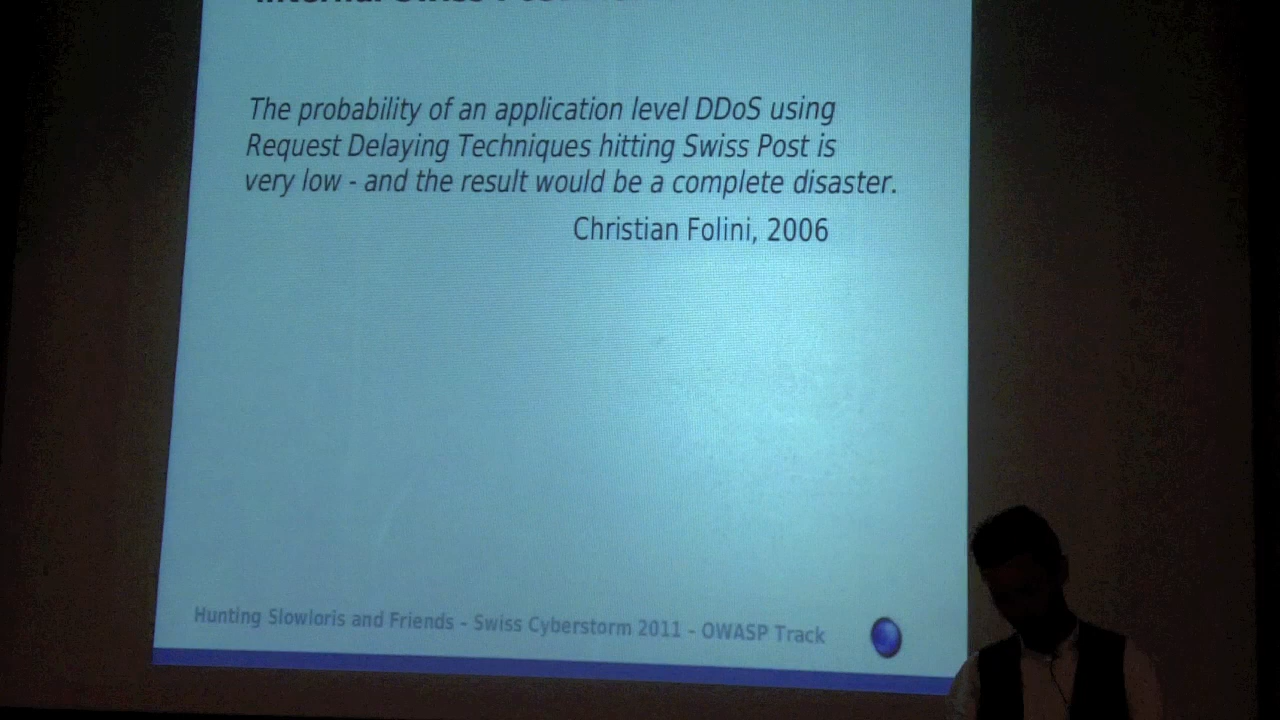 The probability of an application level DDoS using
Request Delaying Techniques hitting Swiss Post is
very low - and the result would be a complete disaster.
Christian Folini, 2006
Hunting Slowloris and Friends - Swiss Cyberstorm 2011 - OWASP Track